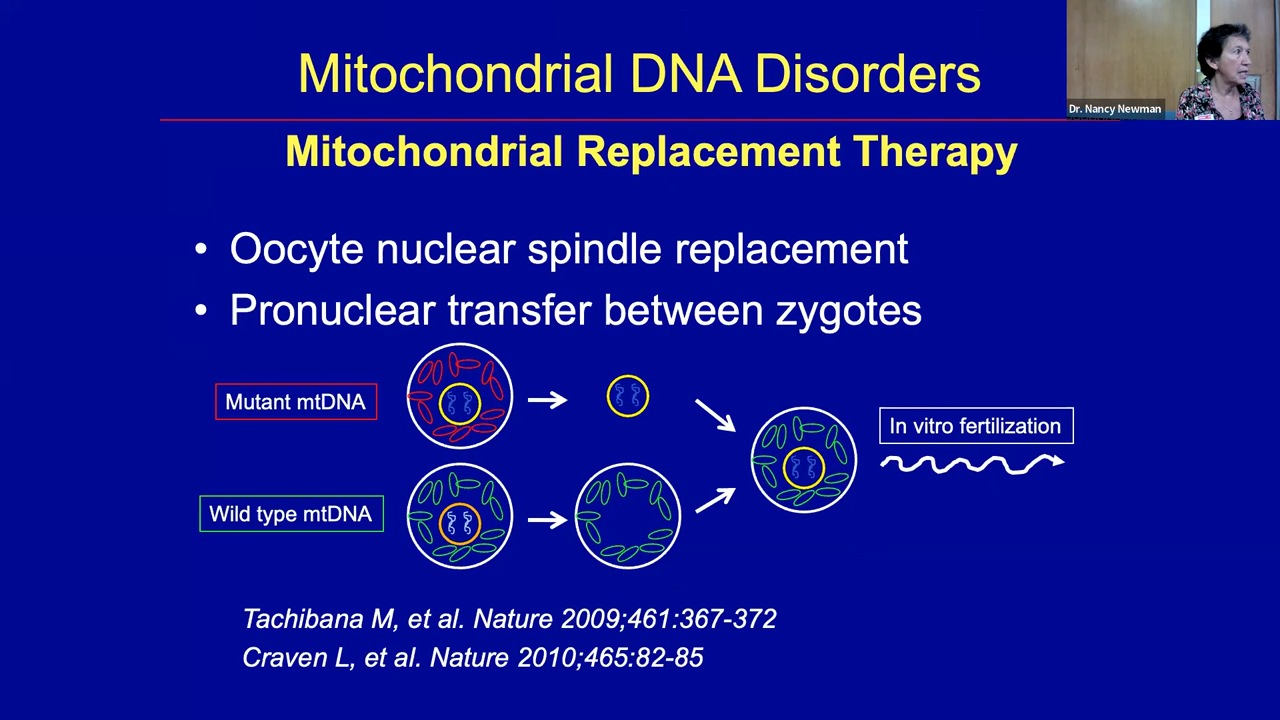 Mitochondrial DNA Disorders
Dr. Nancy Newman
Mitochondrial Replacement Therapy
• Oocyte nuclear spindle replacement
• Pronuclear transfer between zygotes
Mutant mtDNA
In vitro fertilization
Wild type mtDNA
Tachibana M, et al. Nature 2009;461:367-372
Craven L, et al. Nature 2010;465:82-85